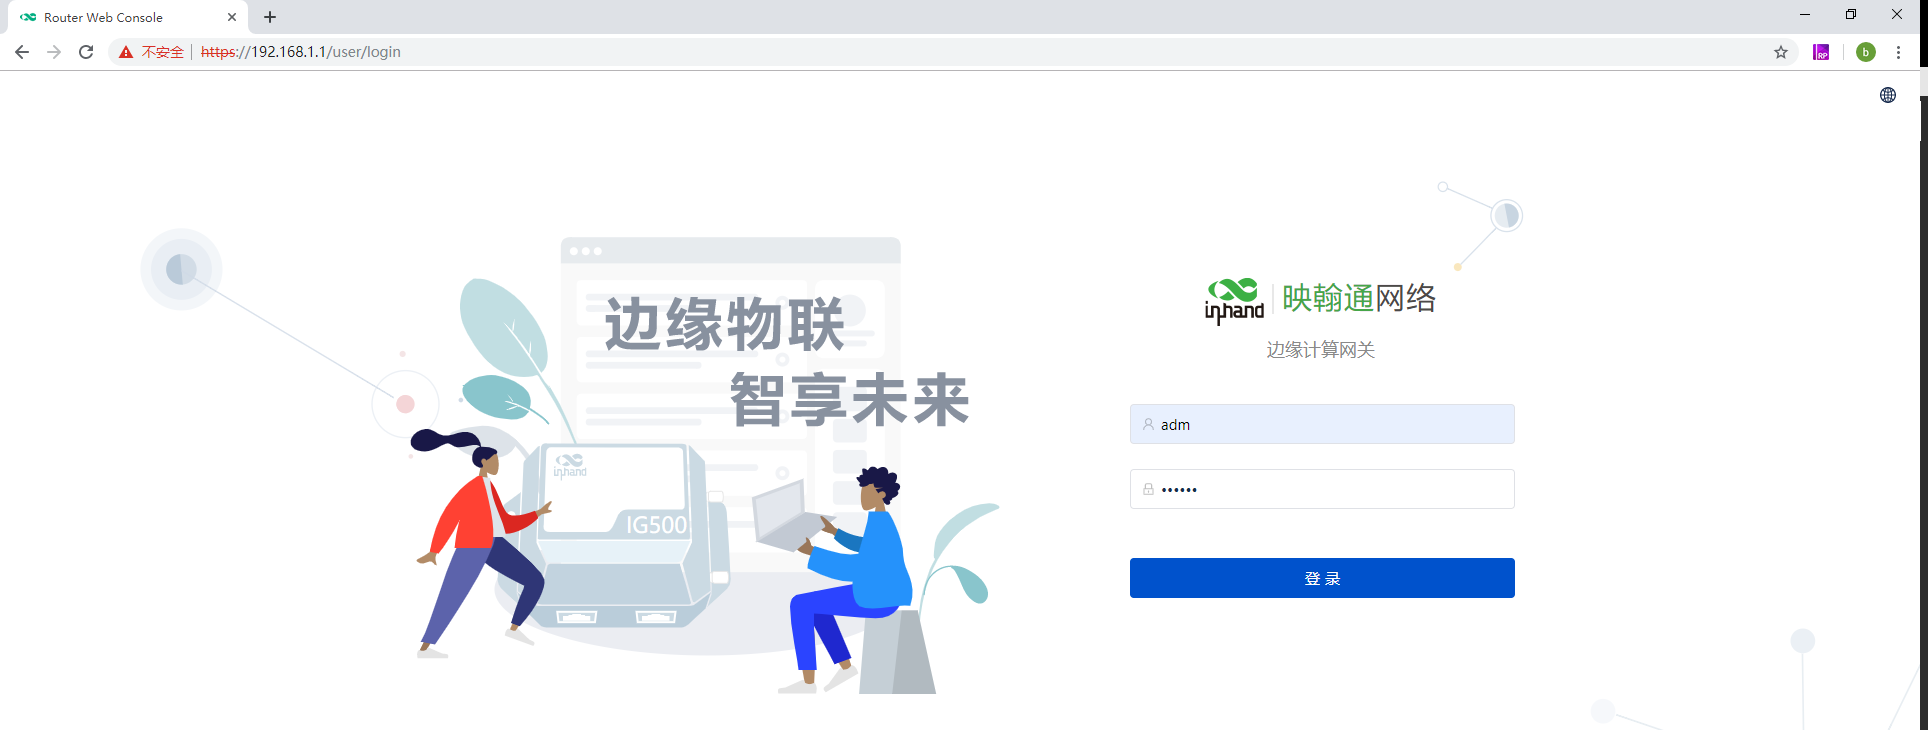 Router Web Console
不安全
https://192.168.1.1/user/login
RP
b
边缘物联
智享未来
inhand
IG500
inhand 映翰通网络
边缘计算网关
adm
••••••
登录